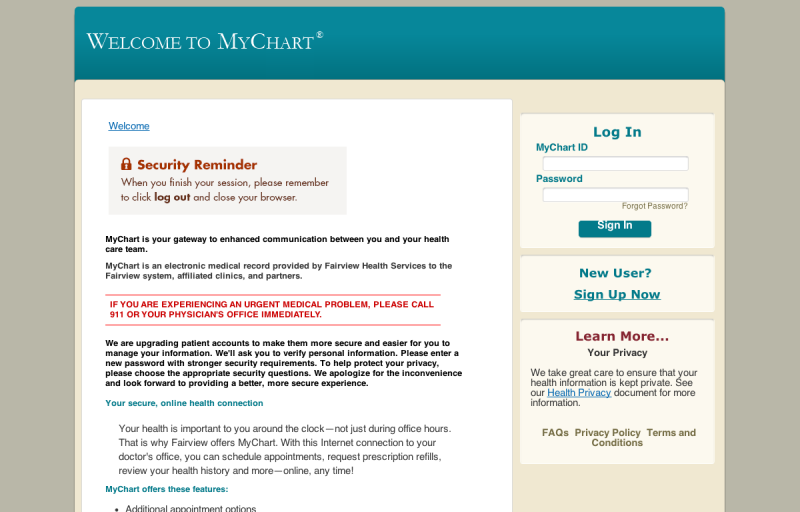 WELCOME TO MYCHART®
Welcome
Security Reminder
When you finish your session, please remember
to click log out and close your browser.
MyChart is your gateway to enhanced communication between you and your health
care team.
MyChart is an electronic medical record provided by Fairview Health Services to the
Fairview system, affiliated clinics, and partners.
IF YOU ARE EXPERIENCING AN URGENT MEDICAL PROBLEM, PLEASE CALL
911 OR YOUR PHYSICIAN'S OFFICE IMMEDIATELY.
We are upgrading patient accounts to make them more secure and easier for you to
manage your information. We'll ask you to verify personal information. Please enter a
new password with stronger security requirements. To help protect your privacy,
please choose the appropriate security questions. We apologize for the inconvenience
and look forward to providing a better, more secure experience.
Your secure, online health connection
Your health is important to you around the clock—not just during office hours.
That is why Fairview offers MyChart. With this Internet connection to your
doctor's office, you can schedule appointments, request prescription refills,
review your health history and more—online, any time!
MyChart offers these features:
• Additional appointment options
Log In
MyChart ID
Password
Forgot Password?
Sign In
New User?
Sign Up Now
Learn More...
Your Privacy
We take great care to ensure that your
health information is kept private. See
our Health Privacy document for more
information.
FAQs Privacy Policy Terms and
Conditions